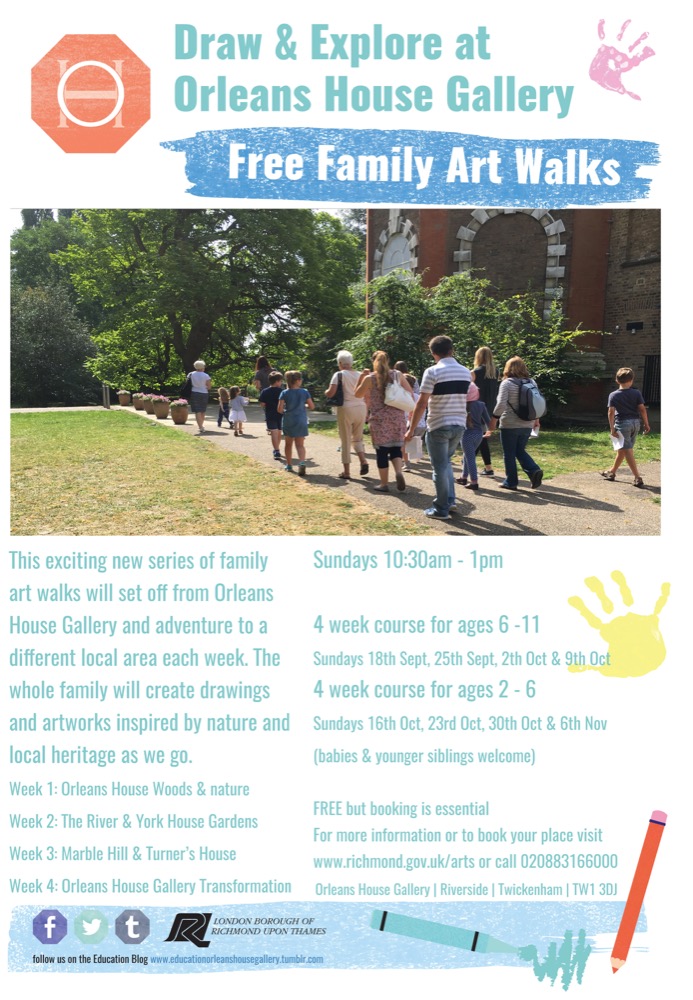 Draw & Explore at
Orleans House Gallery
Free Family Art Walks
This exciting new series of family
art walks will set off from Orleans
House Gallery and adventure to a
different local area each week. The
whole family will create drawings
and artworks inspired by nature and
local heritage as we go.
Week 1: Orleans House Woods & nature
Week 2: The River & York House Gardens
Week 3: Marble Hill & Turner's House
Week 4: Orleans House Gallery Transformation
Sundays 10:30am - 1pm
4 week course for ages 6 -11
Sundays 18th Sept, 25th Sept, 2th Oct & 9th Oct
4 week course for ages 2 - 6
Sundays 16th Oct, 23rd Oct, 30th Oct & 6th Nov
(babies & younger siblings welcome)
FREE but booking is essential
For more information or to book your place visit
www.richmond.gov.uk/arts or call 020883166000
Orleans House Gallery | Riverside | Twickenham | TW1 3DJ
f t
LONDON BOROUGH OF
RICHMOND UPON THAMES
follow us on the Education Blog www.educationorleanshousegallery.tumblr.com